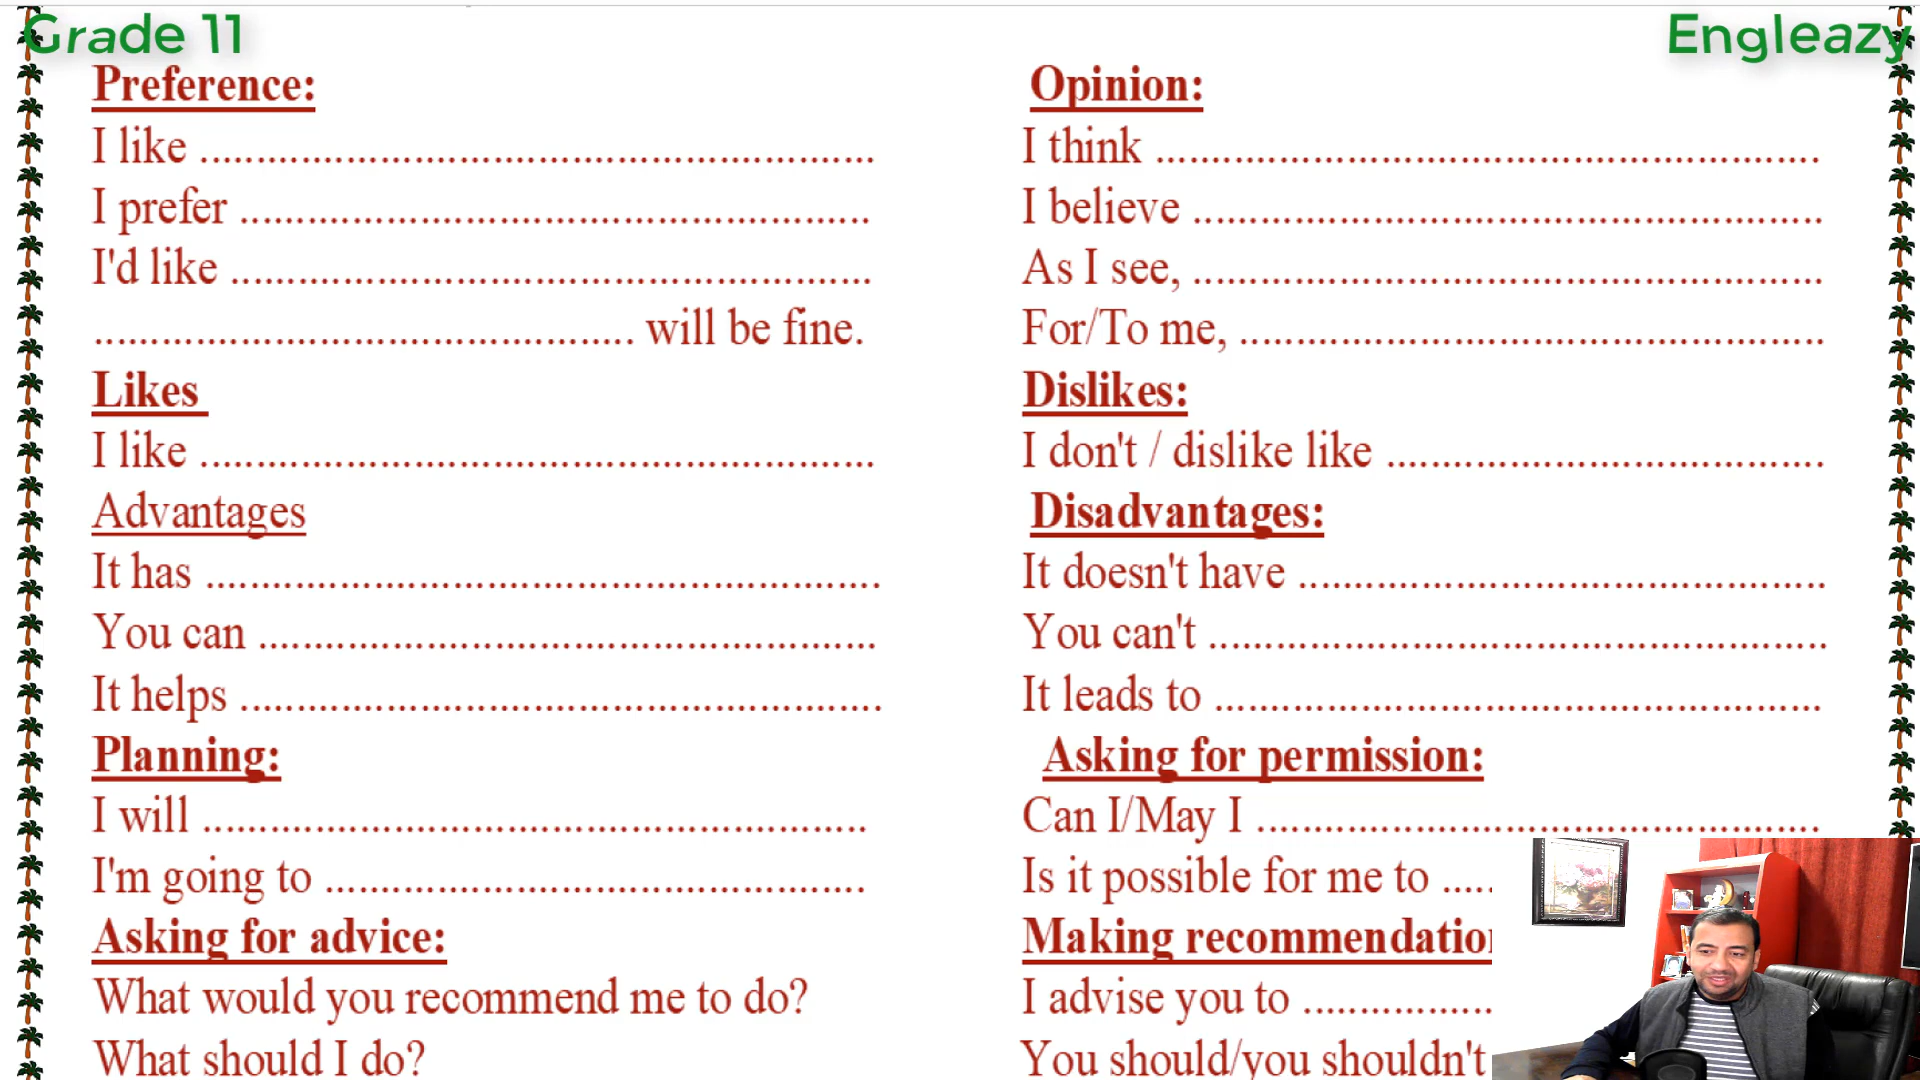 Grade 11
Engleazy
Preference:
I like ............................................................
I prefer ........................................................
I'd like .........................................................
................................................ will be fine.
Likes
I like ............................................................
Advantages
It has ............................................................
You can .......................................................
It helps .........................................................
Planning:
I will ...........................................................
I'm going to ................................................
Asking for advice:
What would you recommend me to do?
What should I do?
Opinion:
I think ...........................................................
I believe ........................................................
As I see, ........................................................
For/To me, ....................................................
Dislikes:
I don't / dislike like .......................................
Disadvantages:
It doesn't have ...............................................
You can't .......................................................
It leads to ......................................................
Asking for permission:
Can I/May I ..................................................
Is it possible for me to .....
Making
I advise you to .................
You should/you shouldn't